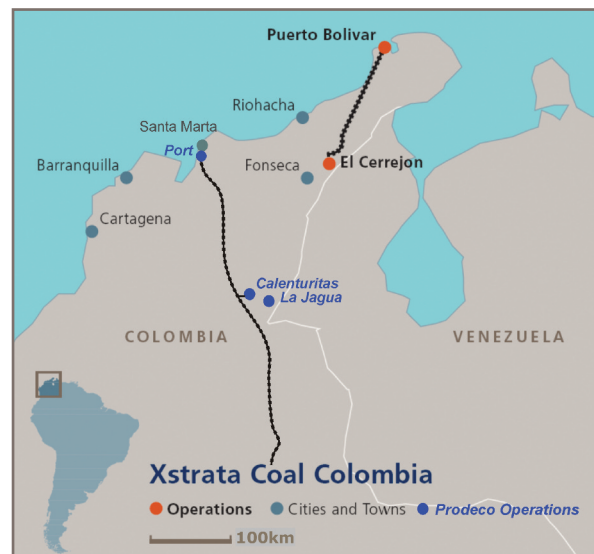 Puerto Bolivar
Riohacha
Santa Marta
Port
Barranquilla
Fonseca
El Cerrejon
Cartagena
Calenturitas
La Jagua
COLOMBIA
VENEZUELA
Xstrata Coal Colombia
Operations
Cities and Towns
Prodeco Operations
100km